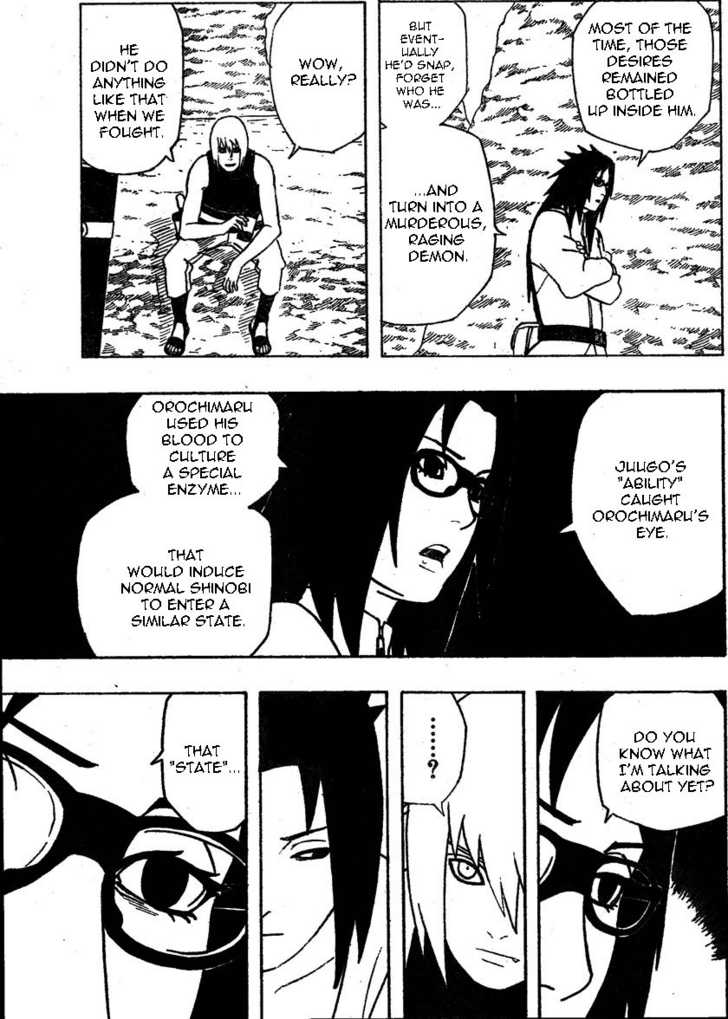 MOST OF THE
TIME, THOSE
DESIRES
REMAINED
BOTTLED
UP INSIDE HIM.
BUT
EVENT-
UALLY
HE'D SNAP,
FORGET
WHO HE
WAS...
...AND
TURN INTO A
MURDEROUS,
RAGING
DEMON.
WOW,
REALLY?
HE
DIDN'T DO
ANYTHING
LIKE THAT
WHEN WE
FOUGHT.
JUUGO'S
"ABILITY"
CAUGHT
OROCHIMARU'S
EYE.
OROCHIMARU
USED HIS
BLOOD TO
CULTURE
A SPECIAL
ENZYME...
THAT
WOULD INDUCE
NORMAL SHINOBI
TO ENTER A
SIMILAR STATE.
DO YOU
KNOW WHAT
I'M TALKING
ABOUT YET?
......?
THAT
"STATE"...